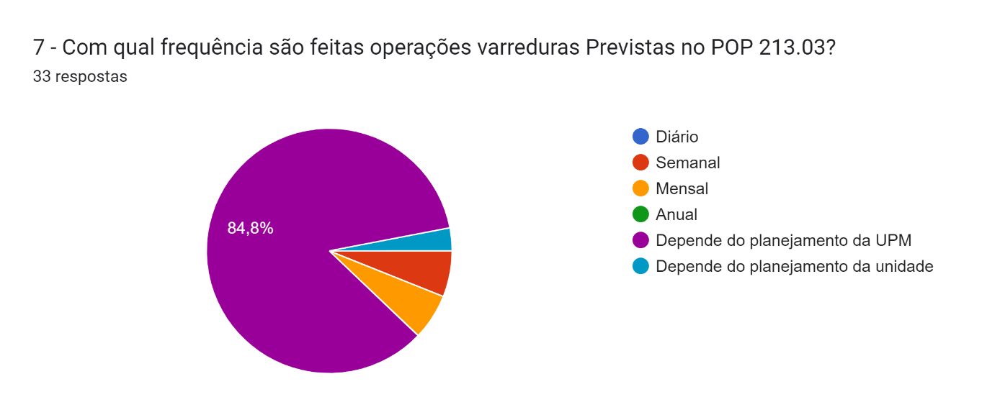 7 - Com qual frequência são feitas operações varreduras Previstas no POP 213.03?
33 respostas
84,8%
Diário
Semanal
Mensal
Anual
Depende do planejamento da UPM
Depende do planejamento da unidade